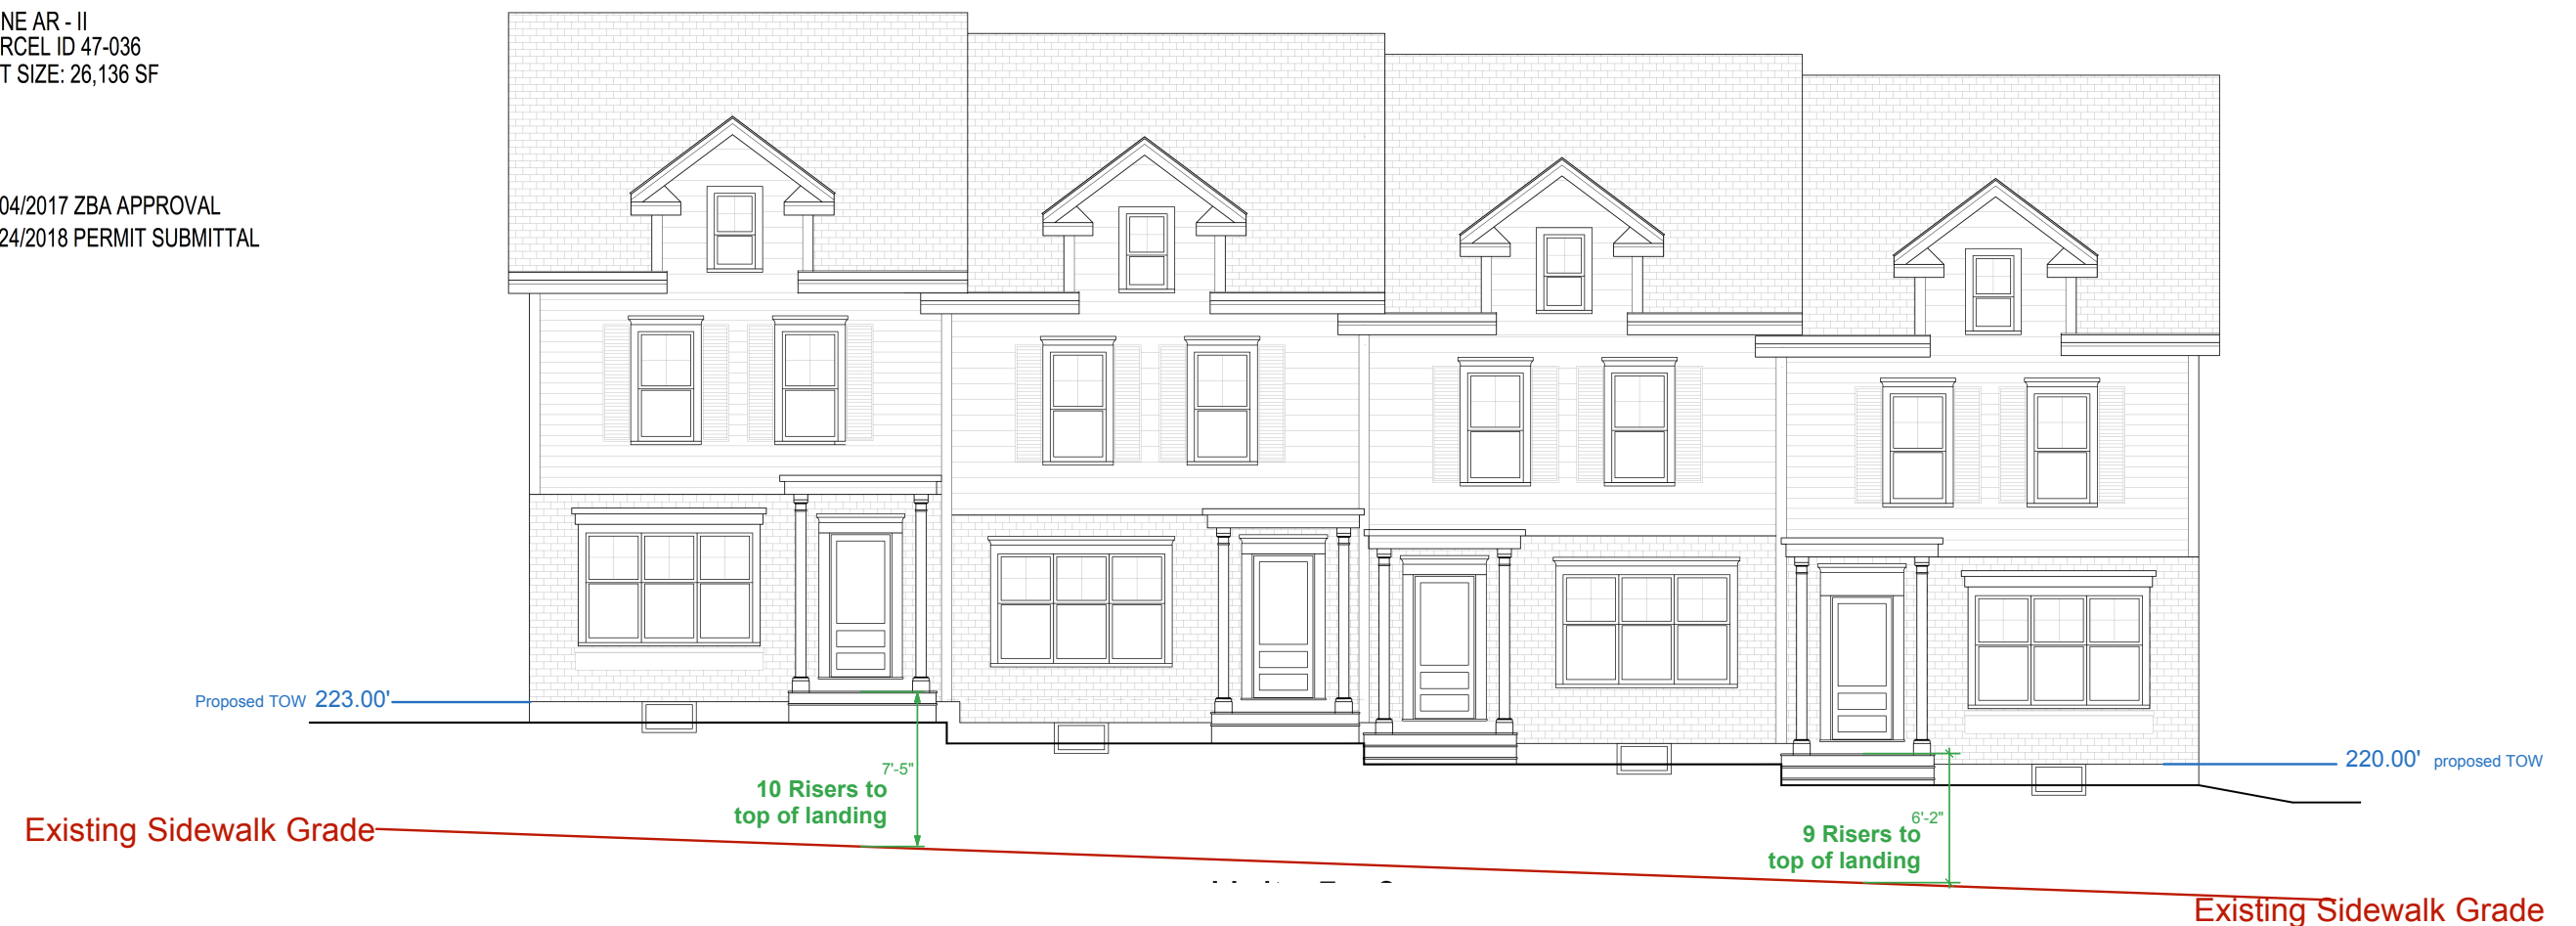 NE AR - II
RCEL ID 47-036
T SIZE: 26,136 SF
04/2017 ZBA APPROVAL
24/2018 PERMIT SUBMITTAL
Proposed TOW 223.00'
220.00' proposed TOW
7'-5"
10 Risers to
top of landing
6'-2"
9 Risers to
top of landing
Existing Sidewalk Grade
Existing Sidewalk Grade